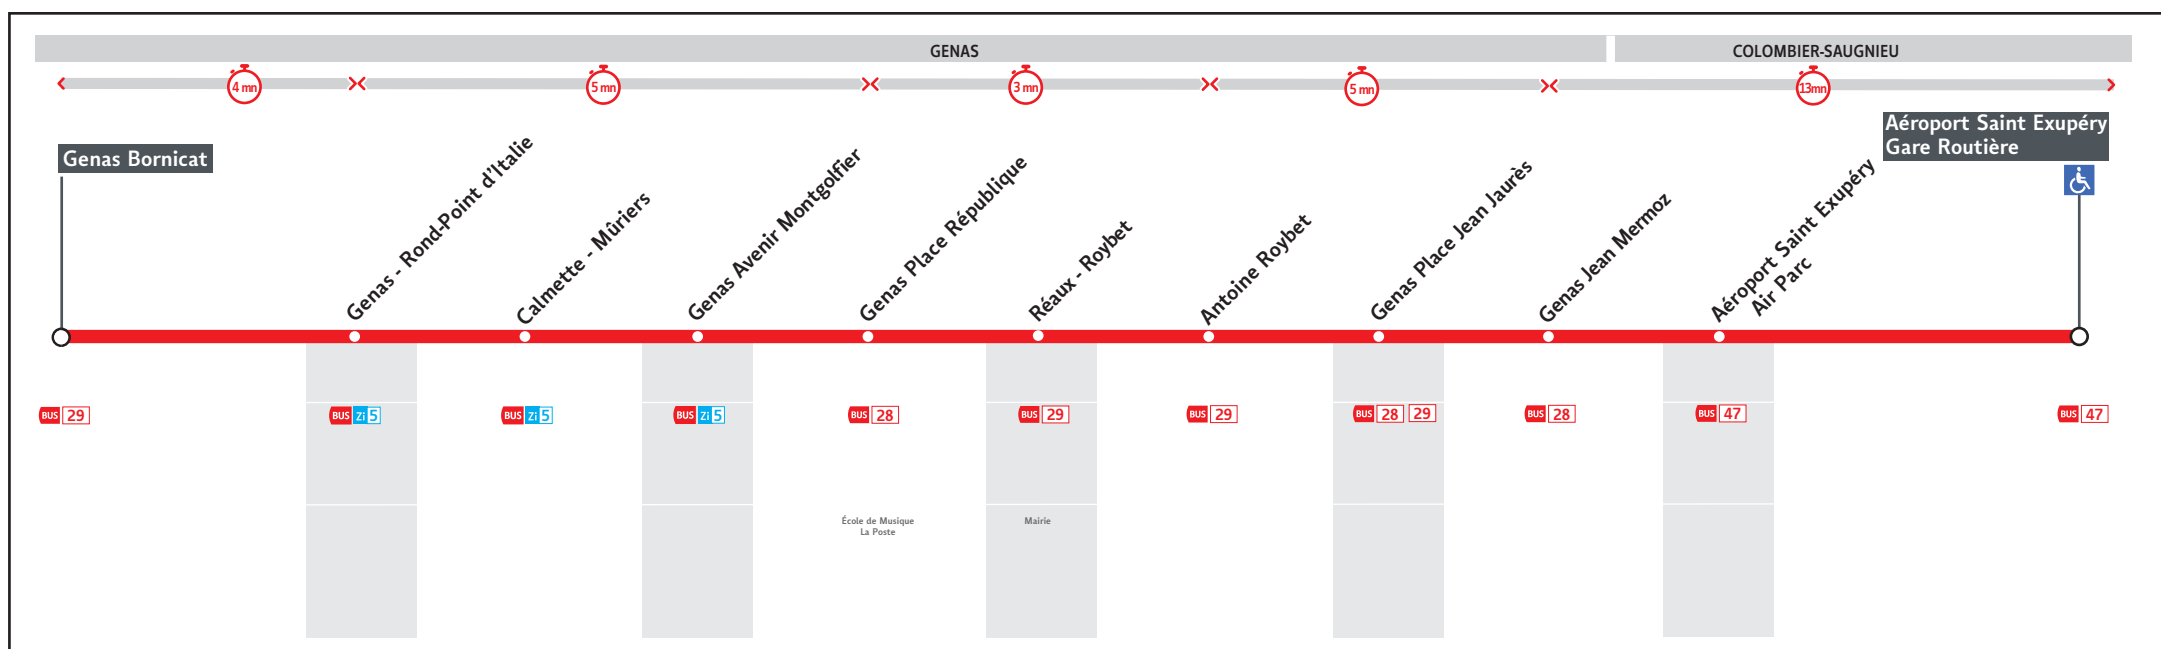 GENAS
COLOMBIER-SAUGNIEU
4 mn
5 mn
3 mn
5 mn
13mn
Genas Bornicat
Genas - Rond-Point d'Italie
Calmette - Mûriers
Genas Avenir Montgolfier
Genas Place République
Réaux - Roybet
Antoine Roybet
Genas Place Jean Jaurès
Genas Jean Mermoz
Aéroport Saint Exupéry
Air Parc
Aéroport Saint Exupéry
Gare Routière
BUS 29
BUS Zi 5
BUS Zi 5
BUS Zi 5
BUS 28
BUS 29
BUS 29
BUS 28 29
BUS 28
BUS 47
BUS 47
École de Musique
La Poste
Mairie